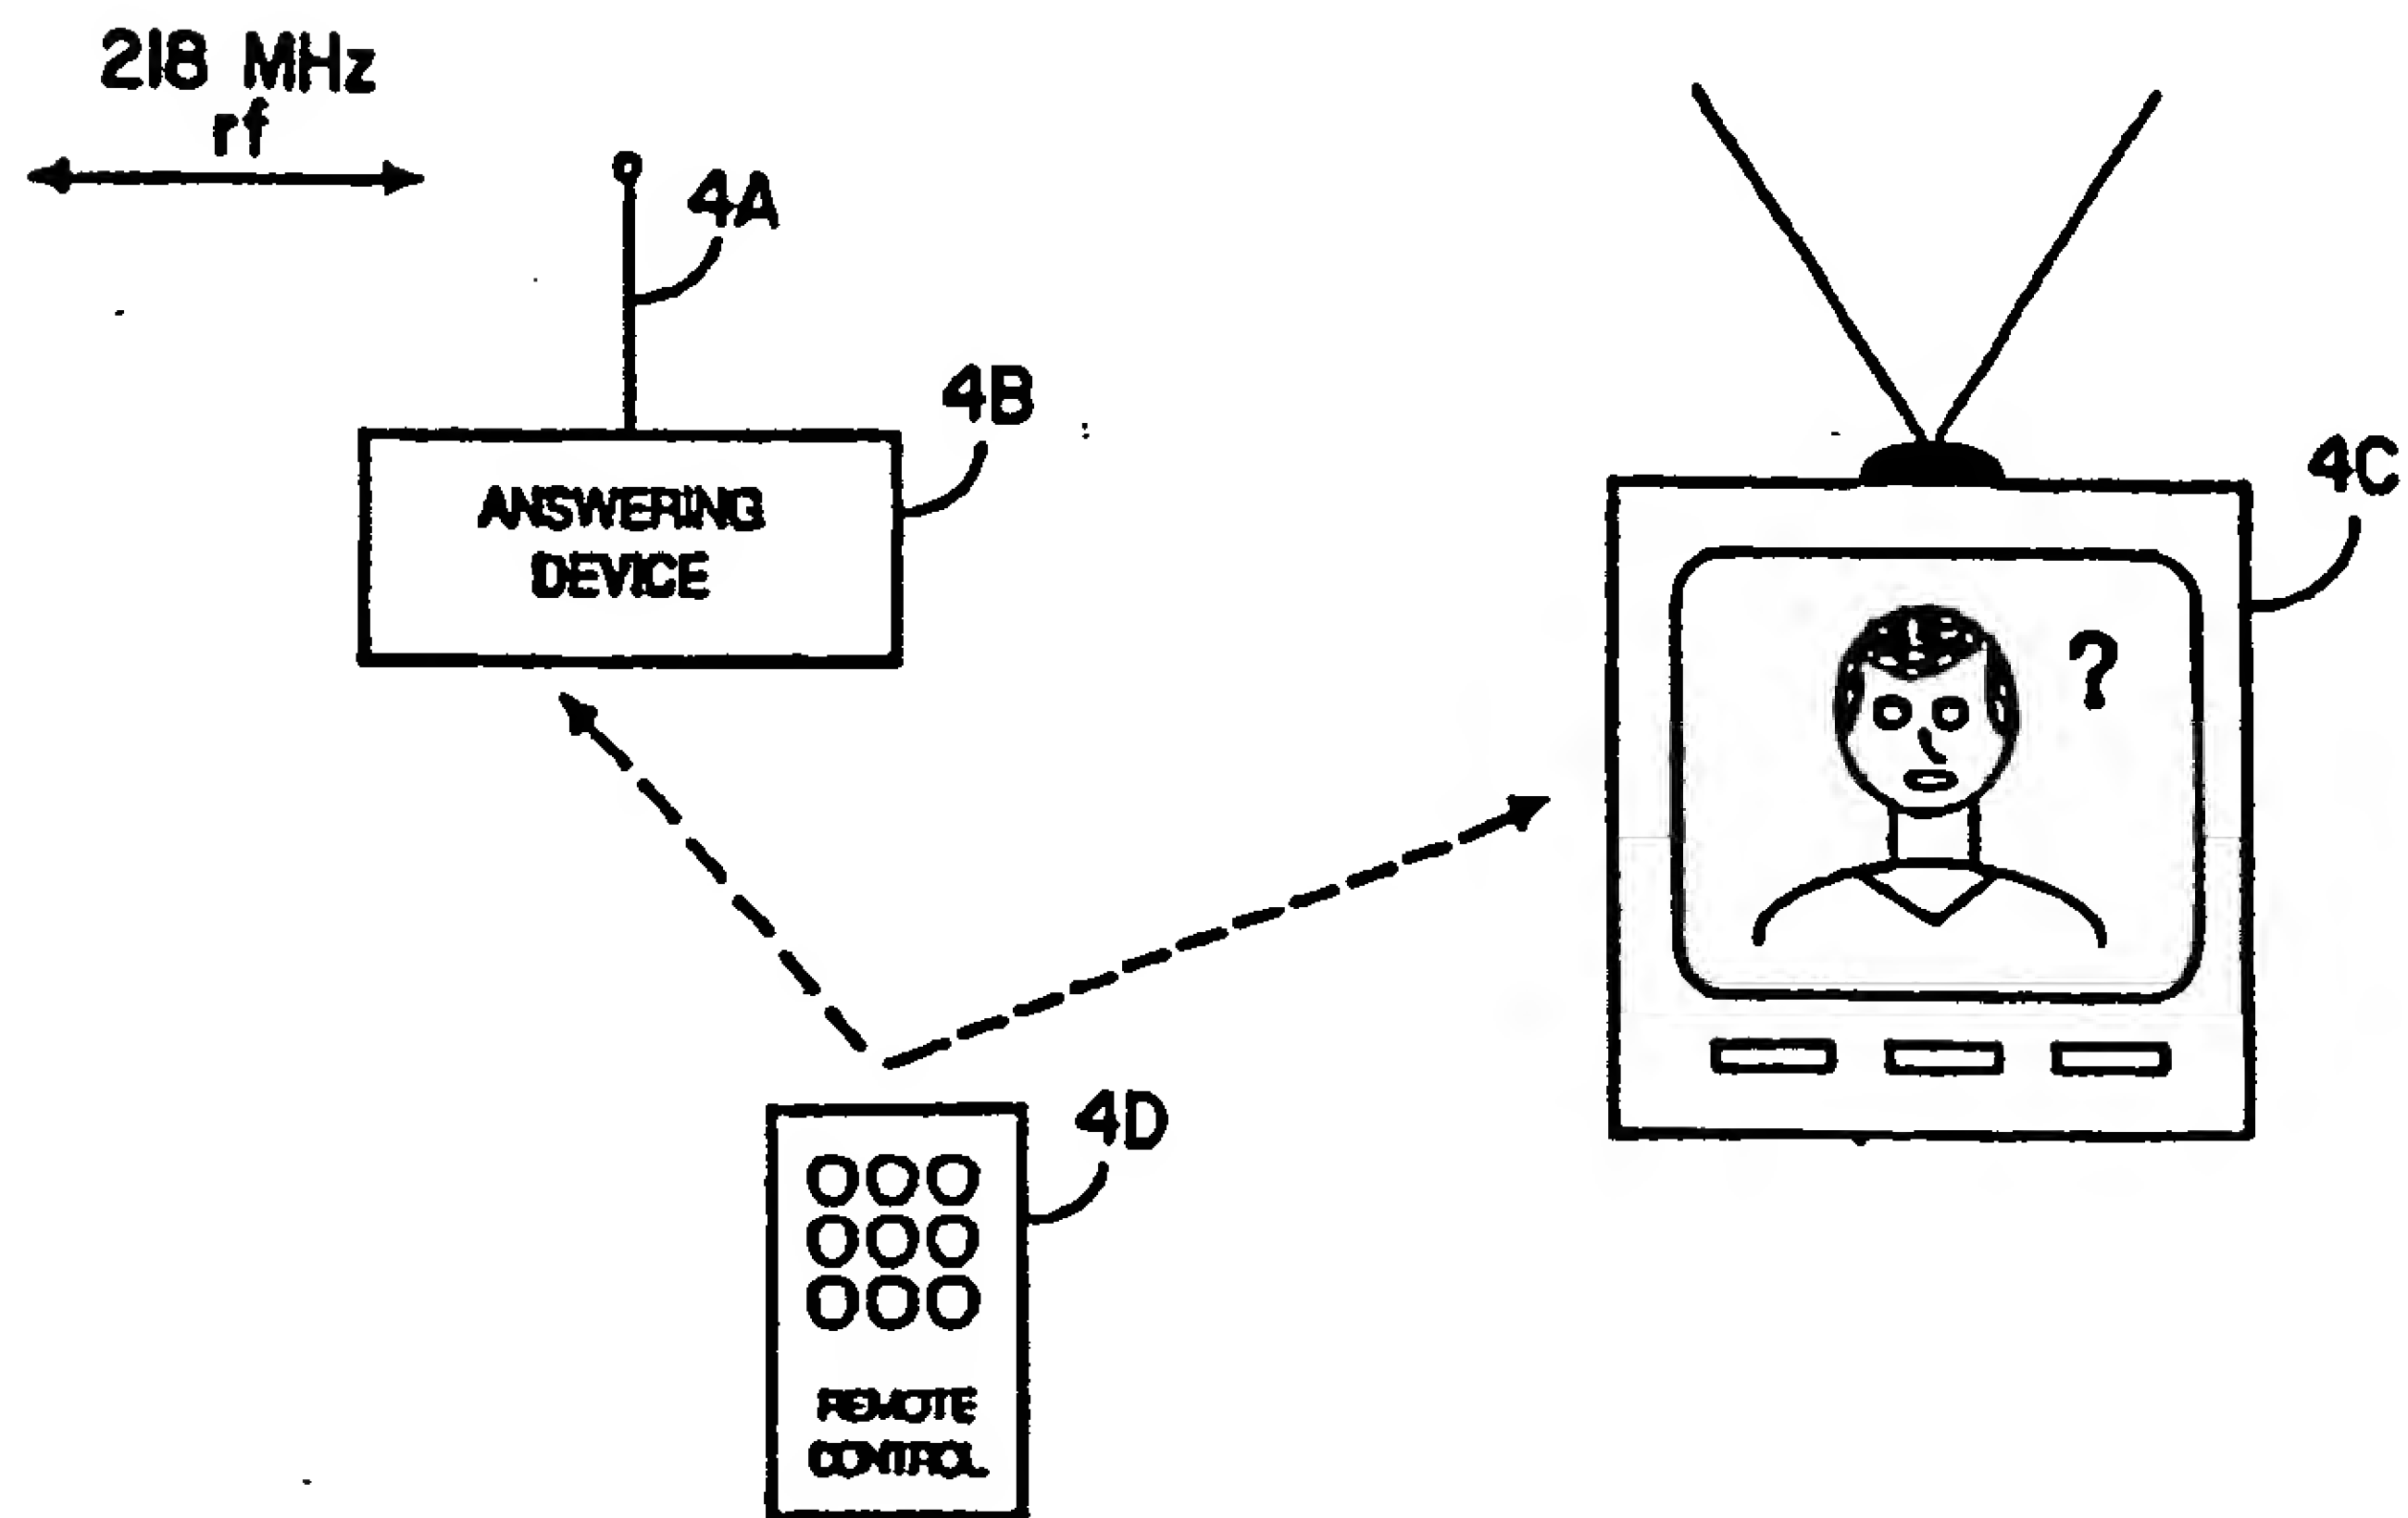 218 MHz
rf
4A
4B
ANSWERING
DEVICE
4C
?
4D
REMOTE
CONTROL